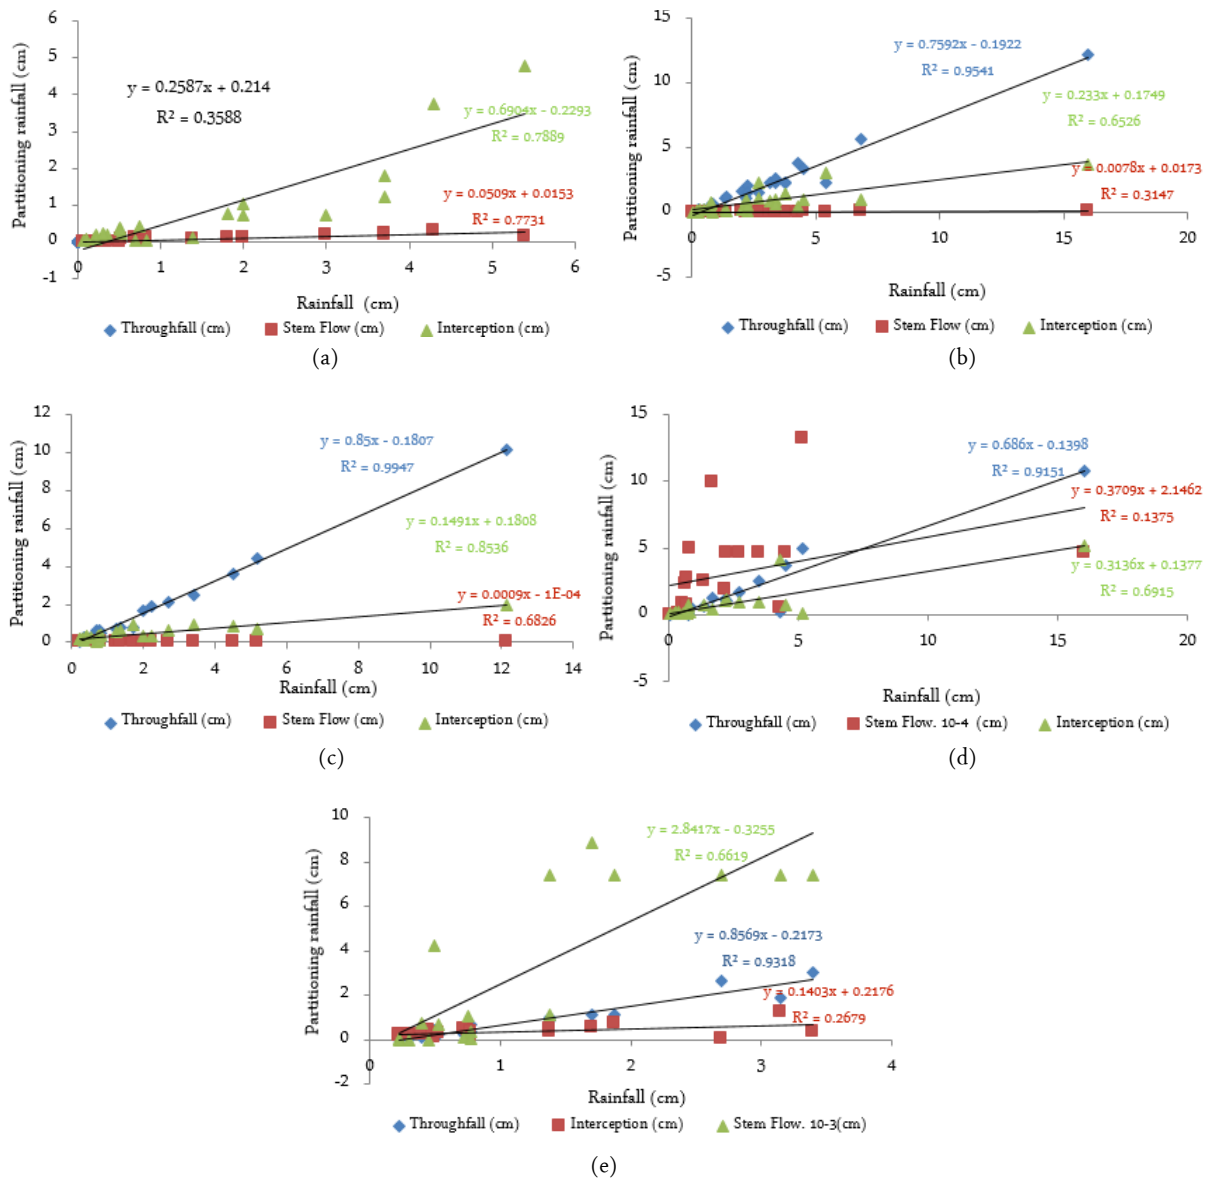 6
5
4
3
2
1
0
-1
Partitioning rainfall (cm)
y = 0.2587x + 0.214
R² = 0.3588
y = 0.6904x - 0.2293
R² = 0.7889
y = 0.0509x + 0.0153
R² = 0.7731
0 1 2 3 4 5 6
Rainfall (cm)
Throughfall (cm) Stem Flow (cm) Interception (cm)
(a)
15
10
5
0
-5
Partitioning rainfall (cm)
y = 0.7592x - 0.1922
R² = 0.9541
y = 0.233x + 0.1749
R² = 0.6526
y = 0.0078x + 0.0173
R² = 0.3147
0 5 10 15 20
Rainfall (cm)
Throughfall (cm) Stem Flow (cm) Interception (cm)
(b)
12
10
8
6
4
2
0
Partitioning rainfall (cm)
y = 0.85x - 0.1807
R² = 0.9947
y = 0.1491x + 0.1808
R² = 0.8536
y = 0.0009x - 1E-04
R² = 0.6826
0 2 4 6 8 10 12 14
Rainfall (cm)
Throughfall (cm) Stem Flow (cm) Interception (cm)
(c)
15
10
5
0
-5
Partitioning rainfall (cm)
y = 0.686x - 0.1398
R² = 0.9151
y = 0.3709x + 2.1462
R² = 0.1375
y = 0.3136x + 0.1377
R² = 0.6915
0 5 10 15 20
Rainfall (cm)
Throughfall (cm) Stem Flow. 10-4 (cm) Interception (cm)
(d)
10
8
6
4
2
0
-2
Partitioning rainfall (cm)
y = 2.8417x - 0.3255
R² = 0.6619
y = 0.8569x - 0.2173
R² = 0.9318
y = 0.1403x + 0.2176
R² = 0.2679
0 1 2 3 4
Rainfall (cm)
Throughfall (cm) Interception (cm) Stem Flow. 10-3(cm)
(e)